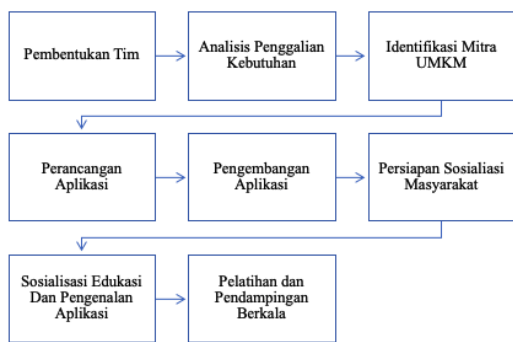 Pembentukan Tim
Analisis Penggalian
Kebutuhan
Identifikasi Mitra
UMKM
Perancangan
Aplikasi
Pengembangan
Aplikasi
Persiapan Sosialiasi
Masyarakat
Sosialisasi Edukasi
Dan Pengenalan
Aplikasi
Pelatihan dan
Pendampingan
Berkala